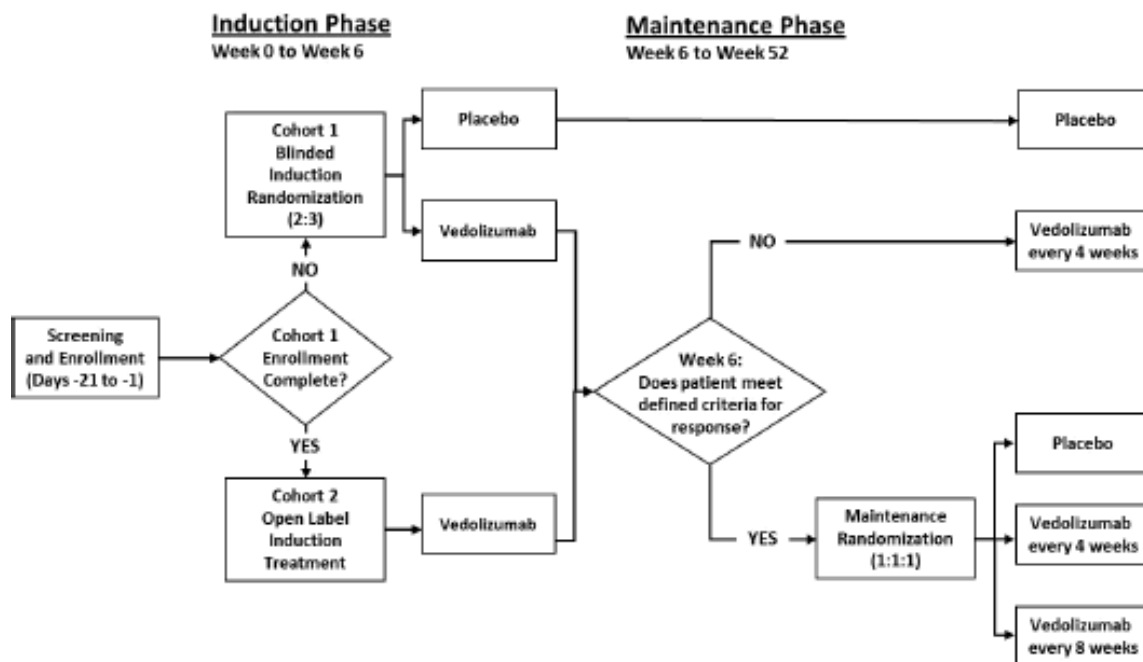 Induction Phase
Week 0 to Week 6
Maintenance Phase
Week 6 to Week 52
Cohort 1
Blinded
Induction
Randomization
(2:3)
Placebo
Placebo
Vedolizumab
NO
Vedolizumab
every 4 weeks
NO
Screening
and Enrollment
(Days -21 to -1)
Cohort 1
Enrollment
Complete?
Week 6:
Does patient meet
defined criteria for
response?
YES
Cohort 2
Open Label
Induction
Treatment
Vedolizumab
YES
Maintenance
Randomization
(1:1:1)
Placebo
Vedolizumab
every 4 weeks
Vedolizumab
every 8 weeks